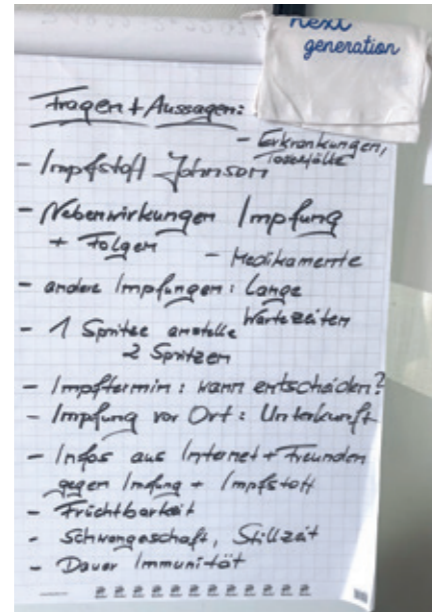 next
generation
Fragen + Aussagen:
- Erkrankungen,
Todesfälle
- Impfstoff Johnson
- Nebenwirkungen Impfung
+ Folgen
- Medikamente
- andere Impfungen: Lange
Wartezeiten
- 1 Spritze anstelle
2 Spritzen
- Impftermin: wann entscheiden?
- Impfung vor Ort: Unterkunft
- Infos aus Internet + Freunden
gegen Impfung + Impfstoff
- Fruchtbarkeit
- Schwangeschaft, Stillzeit
- Dauer Immunität